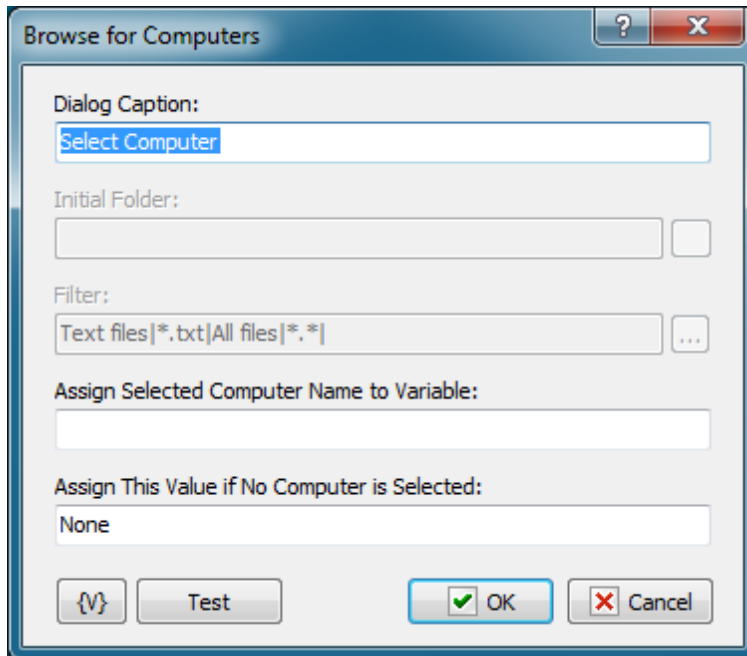 Browse for Computers
?
Dialog Caption:
Select Computer
Initial Folder:
Filter:
Text files|*.txt|All files|*.*|
...
Assign Selected Computer Name to Variable:
Assign This Value if No Computer is Selected:
None
{V} Test OK Cancel